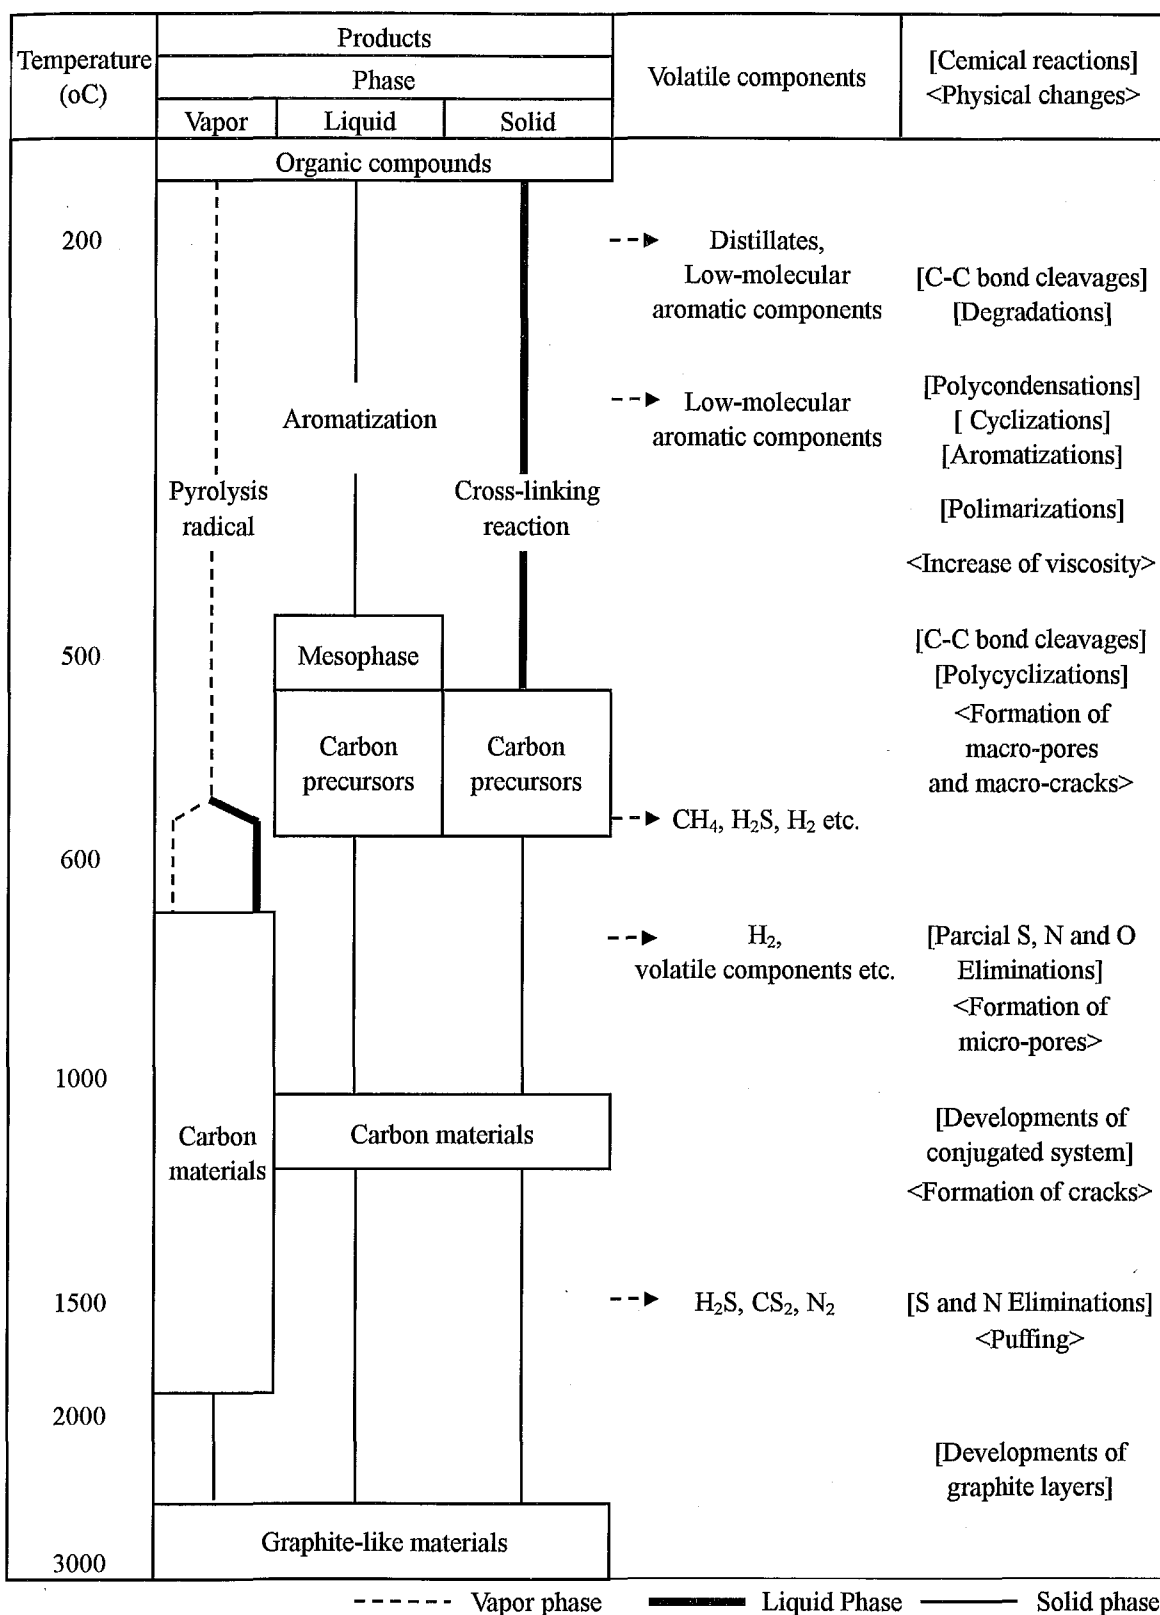 Temperature
(oC)
Products
Phase
Vapor
Liquid
Solid
Volatile components
[Cemical reactions]
<Physical changes>
Organic compounds
200
Distillates,
Low-molecular
aromatic components
[C-C bond cleavages]
[Degradations]
Aromatization
Low-molecular
aromatic components
[Polycondensations]
[ Cyclizations]
[Aromatizations]
Pyrolysis
radical
Cross-linking
reaction
[Polimarizations]
<Increase of viscosity>
500
Mesophase
[C-C bond cleavages]
[Polycyclizations]
<Formation of
macro-pores
and macro-cracks>
Carbon
precursors
Carbon
precursors
CH₄, H₂S, H₂ etc.
600
H₂,
volatile components etc.
[Parcial S, N and O
Eliminations]
<Formation of
micro-pores>
1000
Carbon
materials
Carbon materials
[Developments of
conjugated system]
<Formation of cracks>
1500
H₂S, CS₂, N₂
[S and N Eliminations]
<Puffing>
2000
[Developments of
graphite layers]
Graphite-like materials
3000
Vapor phase
Liquid Phase
Solid phase